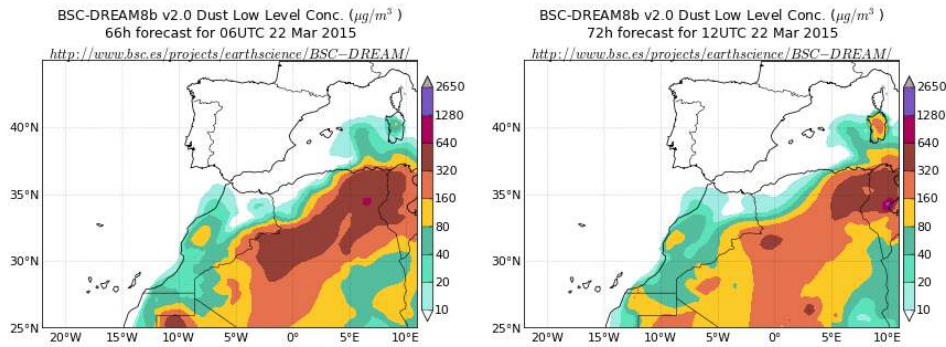 BSC-DREAM8b v2.0 Dust Low Level Conc. (μg/m³ )
66h forecast for 06UTC 22 Mar 2015
http://www.bsc.es/projects/earthscience/BSC-DREAM/
2650
1280
640
320
160
80
40
20
10
40°N
35°N
30°N
25°N
20°W
15°W
10°W
5°W
0°
5°E
10°E
BSC-DREAM8b v2.0 Dust Low Level Conc. (μg/m³ )
72h forecast for 12UTC 22 Mar 2015
http://www.bsc.es/projects/earthscience/BSC-DREAM/
2650
1280
640
320
160
80
40
20
10
40°N
35°N
30°N
25°N
20°W
15°W
10°W
5°W
0°
5°E
10°E